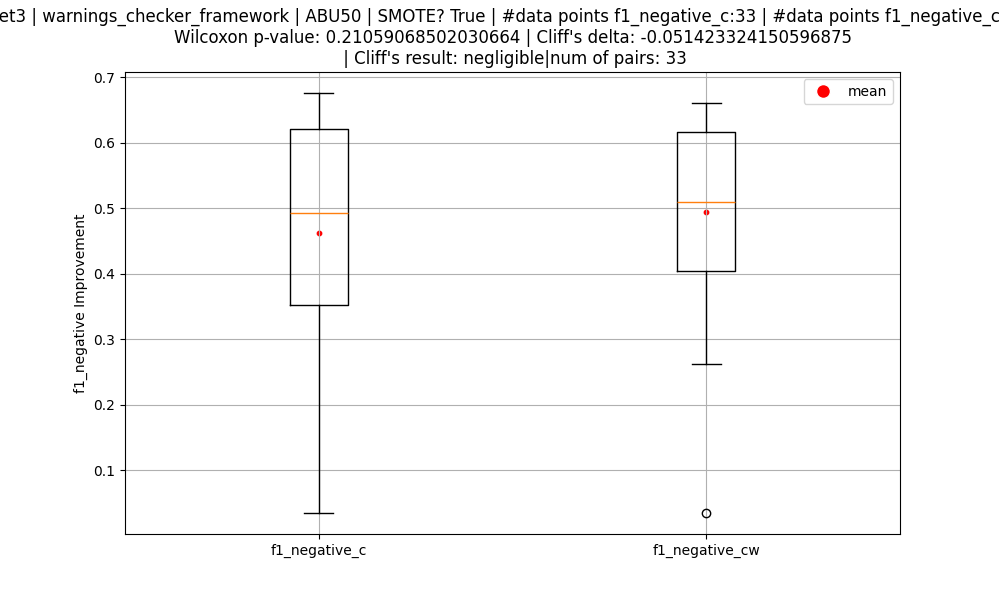 et3 | warnings_checker_framework | ABU50 | SMOTE? True | #data points f1_negative_c:33 | #data points f1_negative_c
Wilcoxon p-value: 0.21059068502030664 | Cliff's delta: -0.051423324150596875
| Cliff's result: negligible|num of pairs: 33
mean
0.7
0.6
0.5
0.4
0.3
0.2
0.1
f1_negative Improvement
f1_negative_c
f1_negative_cw